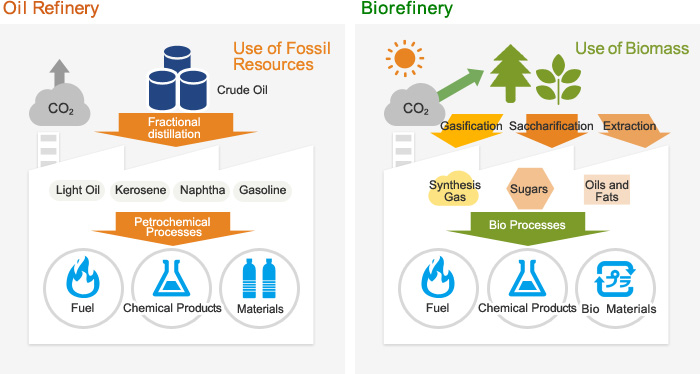 Oil Refinery
Use of Fossil
Resources
CO₂
Crude Oil
Fractional
distillation
Light Oil
Kerosene
Naphtha
Gasoline
Petrochemical
Processes
Fuel
Chemical Products
Materials
Biorefinery
Use of Biomass
CO₂
Gasification
Saccharification
Extraction
Synthesis
Gas
Sugars
Oils and
Fats
Bio Processes
プラ
Fuel
Chemical Products
Bio Materials